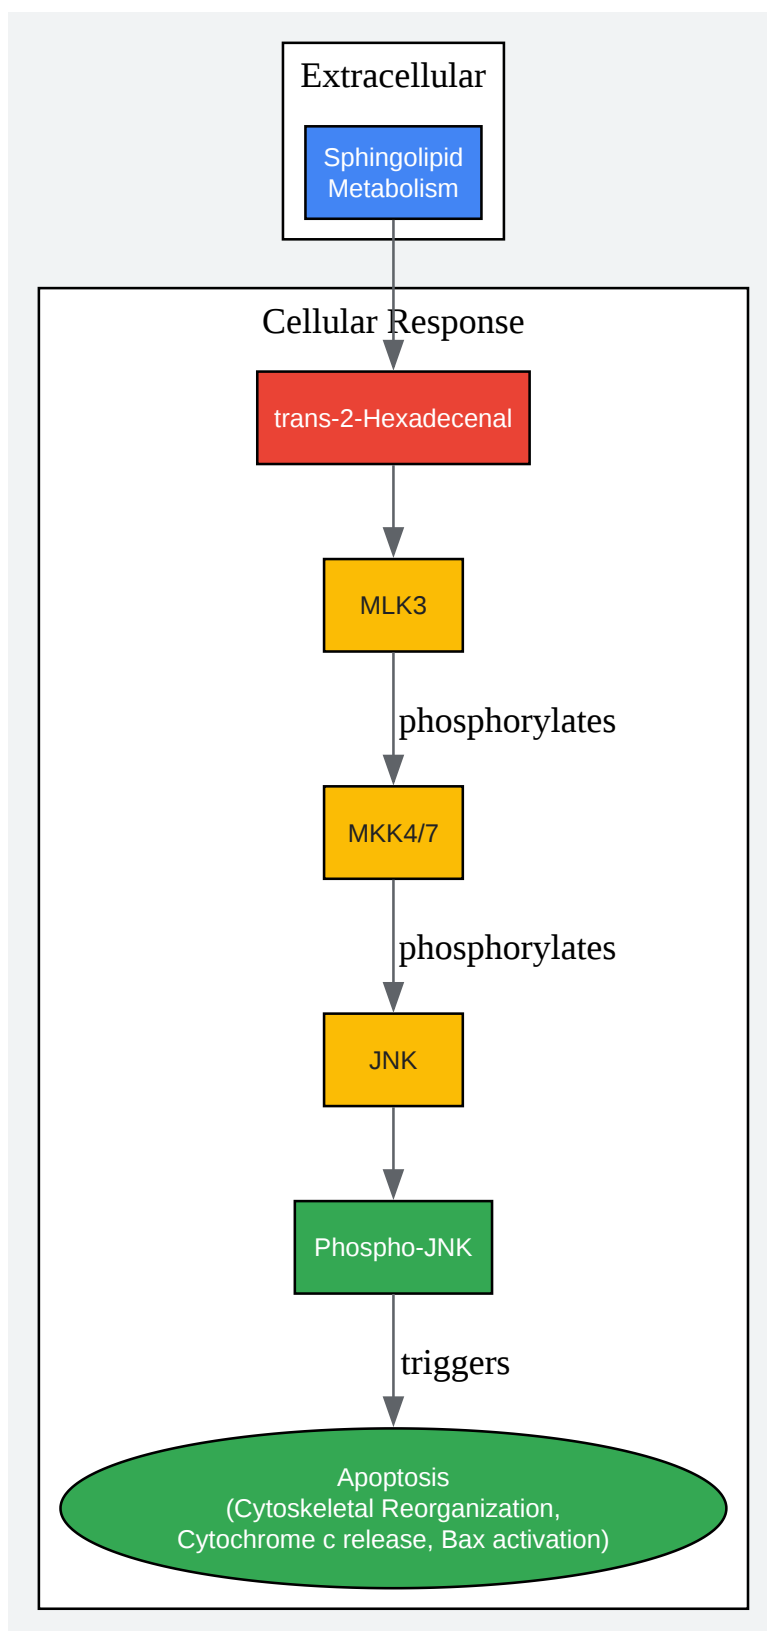 Extracellular
Sphingolipid
Metabolism
Cellular Response
trans-2-Hexadecenal
MLK3
phosphorylates
MKK4/7
phosphorylates
JNK
Phospho-JNK
triggers
Apoptosis
(Cytoskeletal Reorganization,
Cytochrome c release, Bax activation)